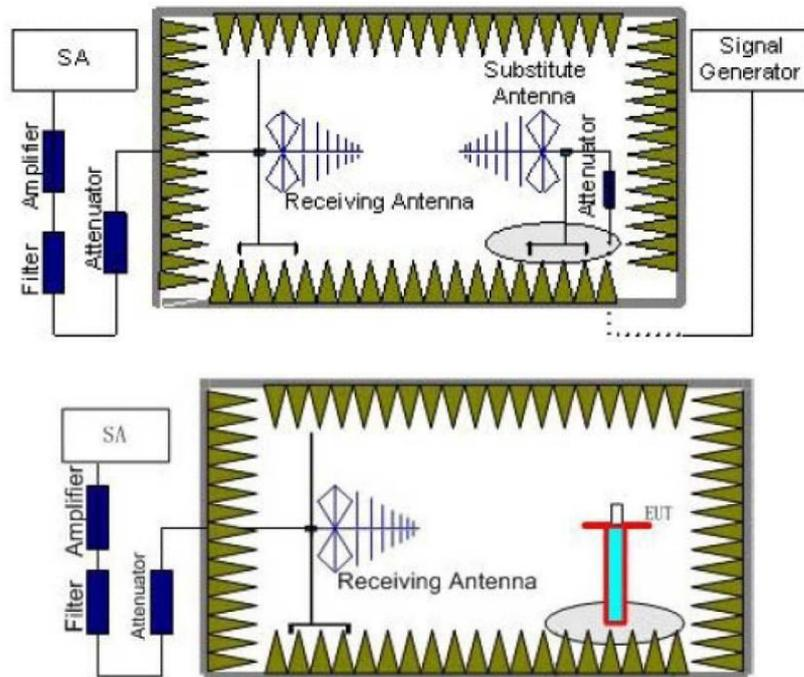 SA
Signal
Generator
Substitute
Antenna
Amplifier
Attenuator
Attenuator
Receiving Antenna
Filter
SA
Amplifier
EUT
Receiving Antenna
Filter
Attenuator